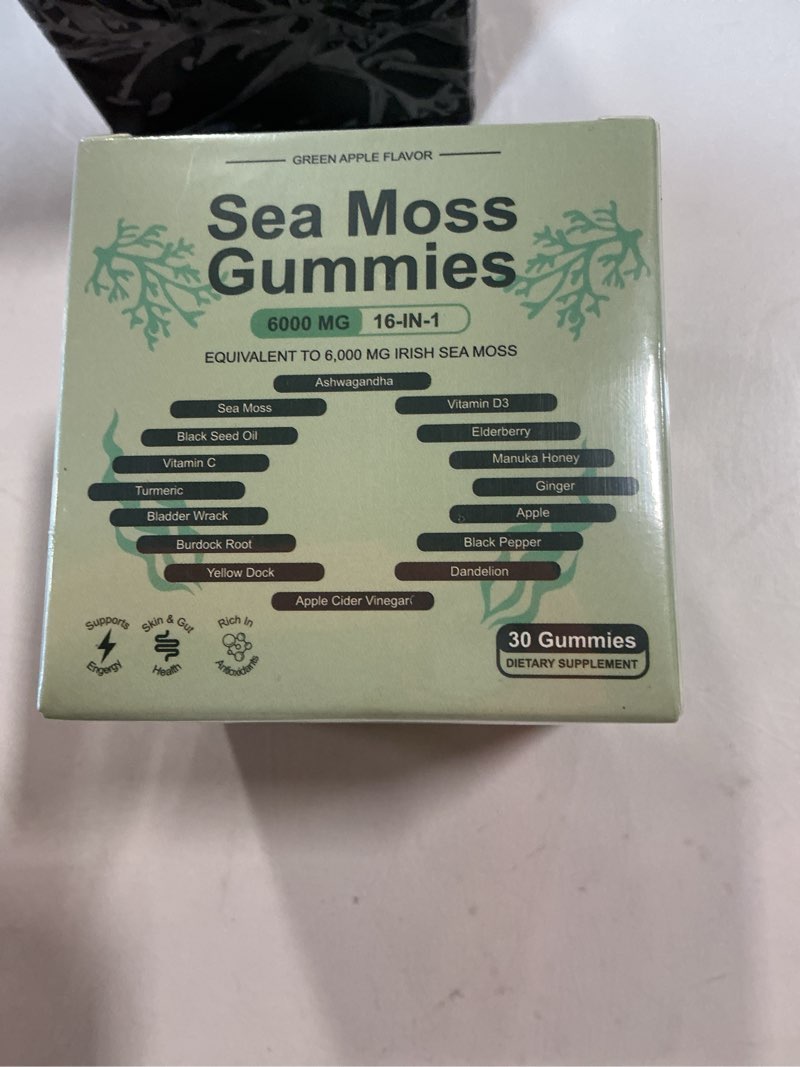 GREEN APPLE FLAVOR
Sea Moss
Gummies
6000 MG 16-IN-1
EQUIVALENT TO 6,000 MG IRISH SEA MOSS
Ashwagandha
Sea Moss
Vitamin D3
Black Seed Oil
Elderberry
Vitamin C
Manuka Honey
Turmeric
Ginger
Bladder Wrack
Apple
Burdock Root
Black Pepper
Yellow Dock
Dandelion
Apple Cider Vinegar
Supports
Engergy
Skin & Gut
Health
Rich In
Antioxidants
30 Gummies
DIETARY SUPPLEMENT